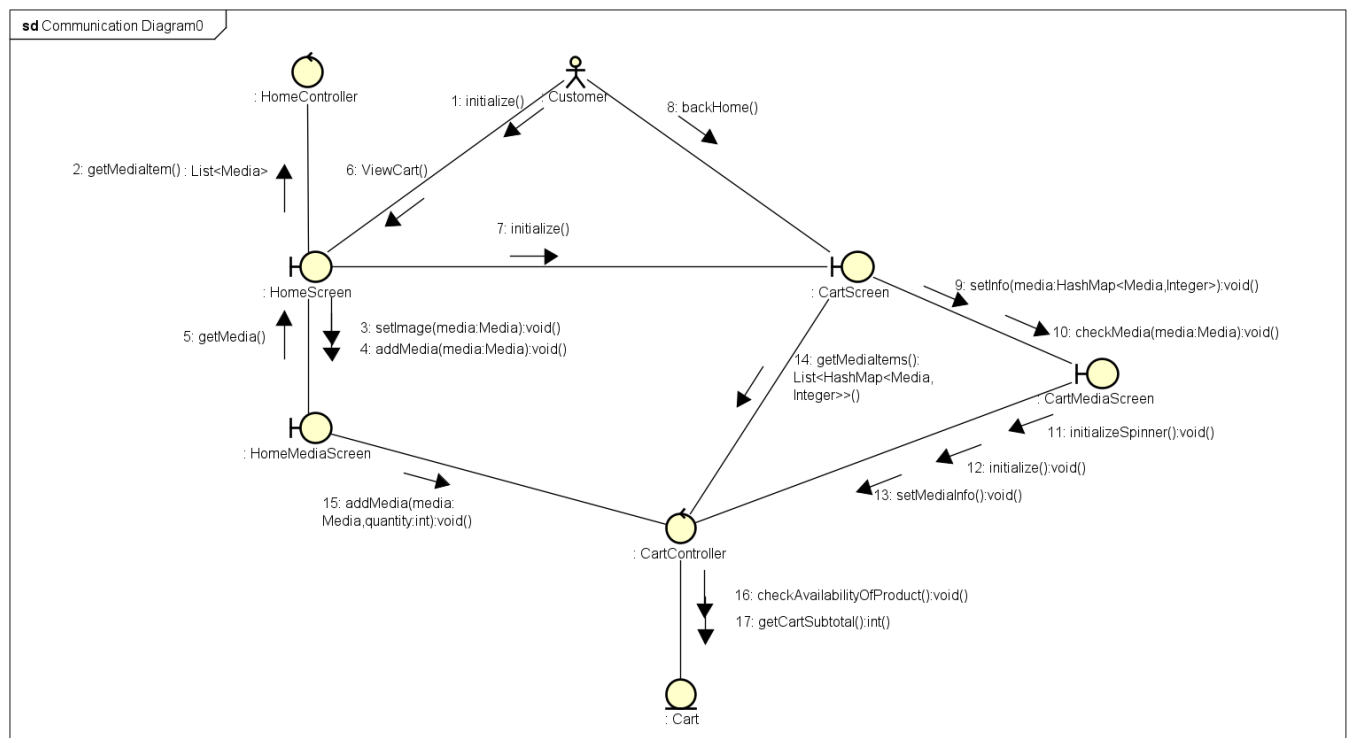 sd Communication Diagram0
: HomeController
: Customer
1: initialize()
8: backHome()
2: getMediaItem() : List<Media>
6: ViewCart()
7: initialize()
: HomeScreen
: CartScreen
9: setInfo(media:HashMap<Media,Integer>):void()
3: setImage(media:Media):void()
5: getMedia()
4: addMedia(media:Media):void()
10: checkMedia(media:Media):void()
14: getMediaItems():
List<HashMap<Media,
Integer>>()
: CartMediaScreen
11: initializeSpinner():void()
: HomeMediaScreen
12: initialize():void()
13: setMediaInfo():void()
15: addMedia(media:
Media,quantity:int):void()
: CartController
16: checkAvailabilityOfProduct():void()
17: getCartSubtotal():int()
: Cart